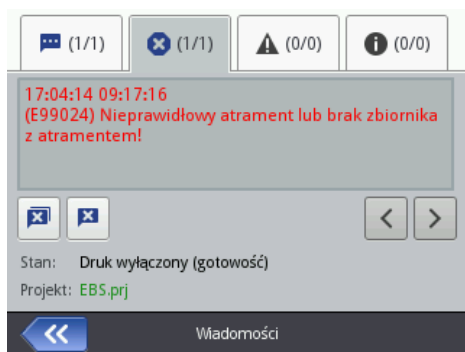 (1/1) (1/1) (0/0) (0/0)
17:04:14 09:17:16
(E99024) Nieprawidłowy atrament lub brak zbiornika
z atramentem!
Stan: Druk wyłączony (gotowość)
Projekt: EBS.prj
Wiadomości